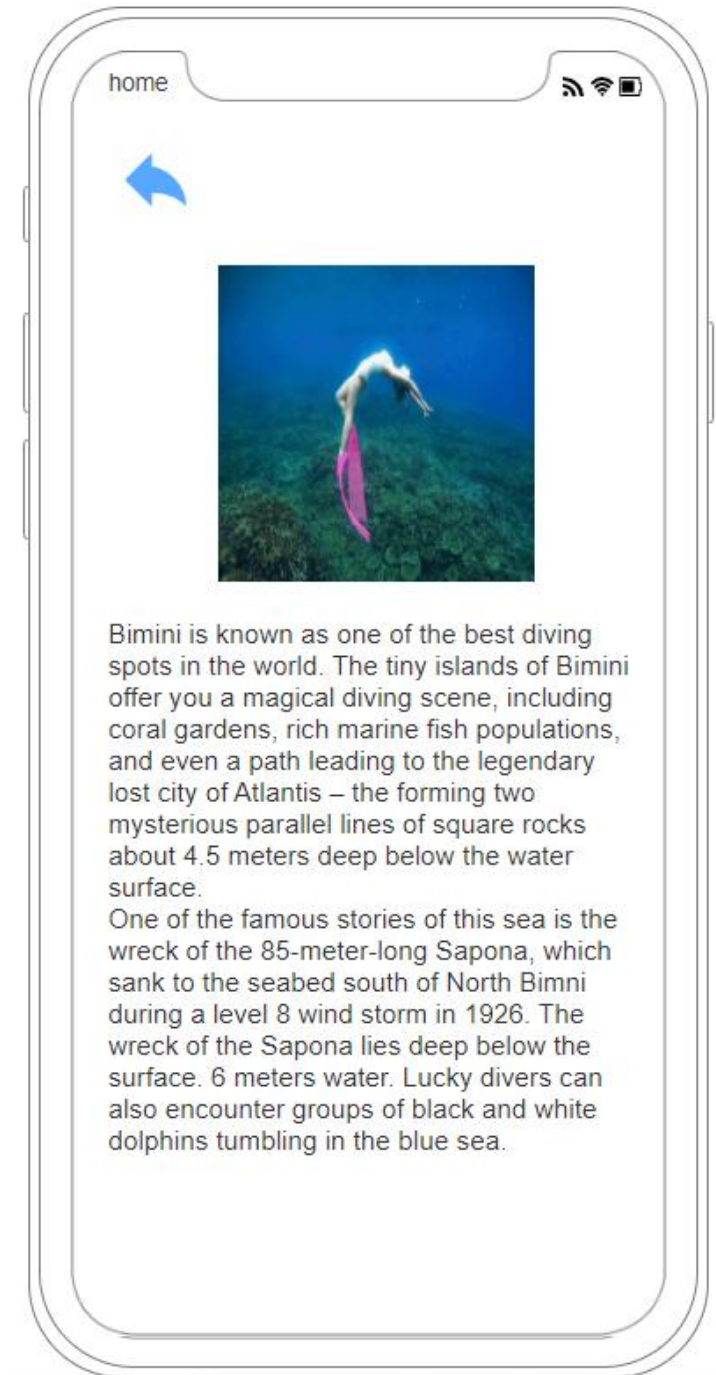 home
Bimini is known as one of the best diving
spots in the world. The tiny islands of Bimini
offer you a magical diving scene, including
coral gardens, rich marine fish populations,
and even a path leading to the legendary
lost city of Atlantis – the forming two
mysterious parallel lines of square rocks
about 4.5 meters deep below the water
surface.
One of the famous stories of this sea is the
wreck of the 85-meter-long Sapona, which
sank to the seabed south of North Bimni
during a level 8 wind storm in 1926. The
wreck of the Sapona lies deep below the
surface. 6 meters water. Lucky divers can
also encounter groups of black and white
dolphins tumbling in the blue sea.